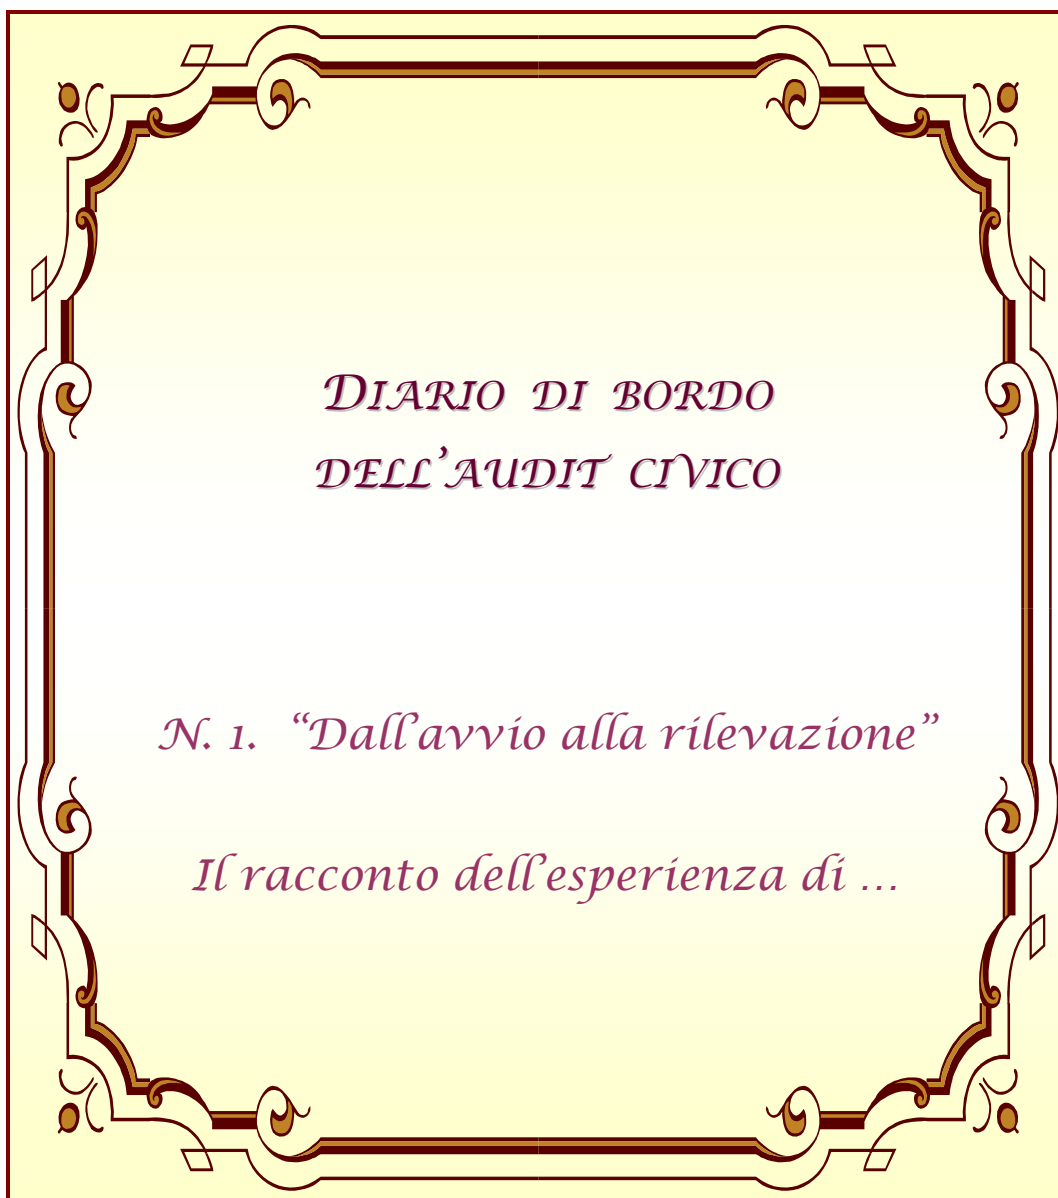 DIARIO DI BORDO
DELL’AUDIT CIVICO
N. 1. “Dall’avvio alla rilevazione”
Il racconto dell’esperienza di …